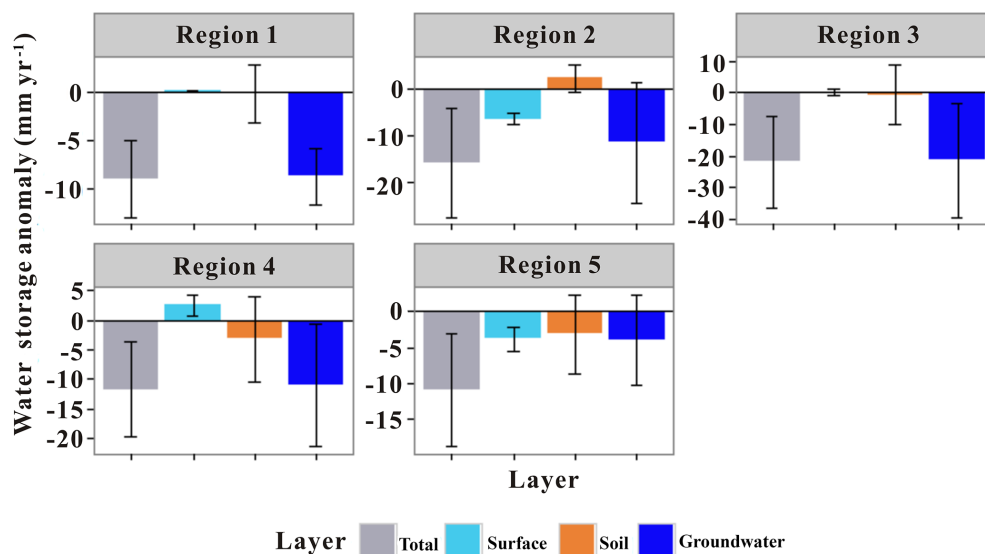 Water storage anomaly (mm yr⁻¹)
Region 1
0
-5
-10
Region 2
0
-10
-20
Region 3
10
0
-10
-20
-30
-40
Region 4
5
0
-5
-10
-15
-20
Region 5
0
-5
-10
-15
Layer
Layer Total Surface Soil Groundwater